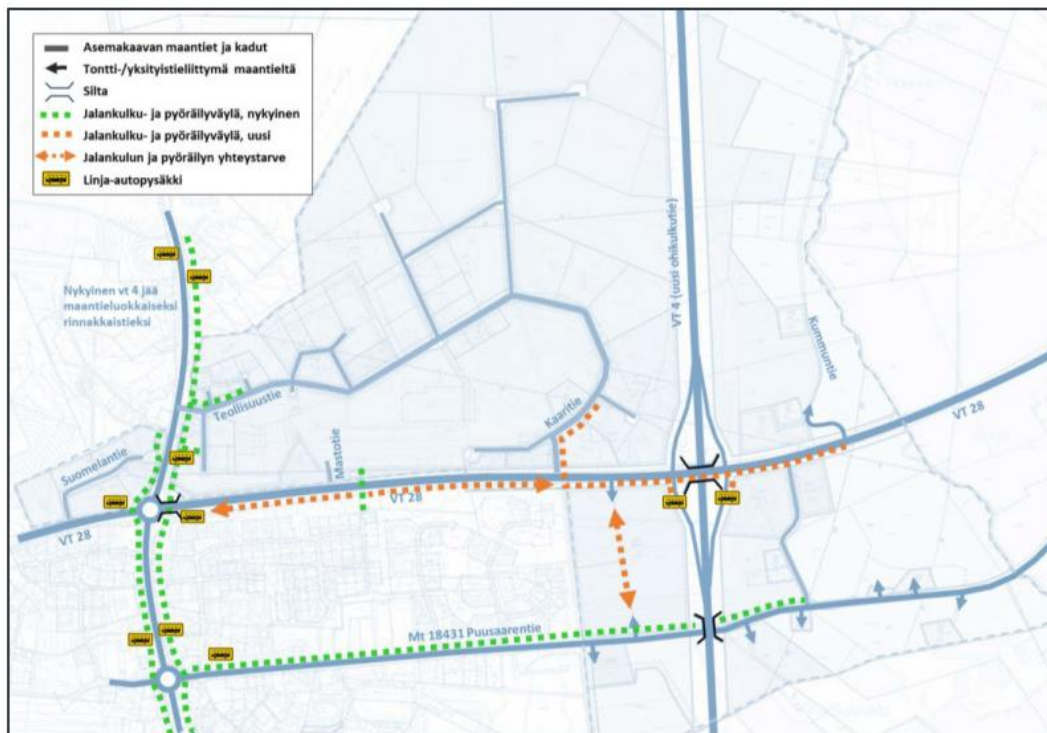 Asemakaavan maantiet ja kadut
Tontti-/yksityistieliittymä maantieltä
Silta
Jalankulku- ja pyöräilyväylä, nykyinen
Jalankulku- ja pyöräilyväylä, uusi
Jalankulun ja pyöräilyn yhteystarve
Linja-autopysäkki
Nykyinen vt 4 jää
maantieluokkaiseksi
rinnakkaistieksi
VT 4 (uusi ohikulkutie)
Kummuntie
Teollisuustie
Kaaritie
VT 28
Suomelantie
Mastotie
VT 28
VT 28
Mt 18431 Puusaarentie